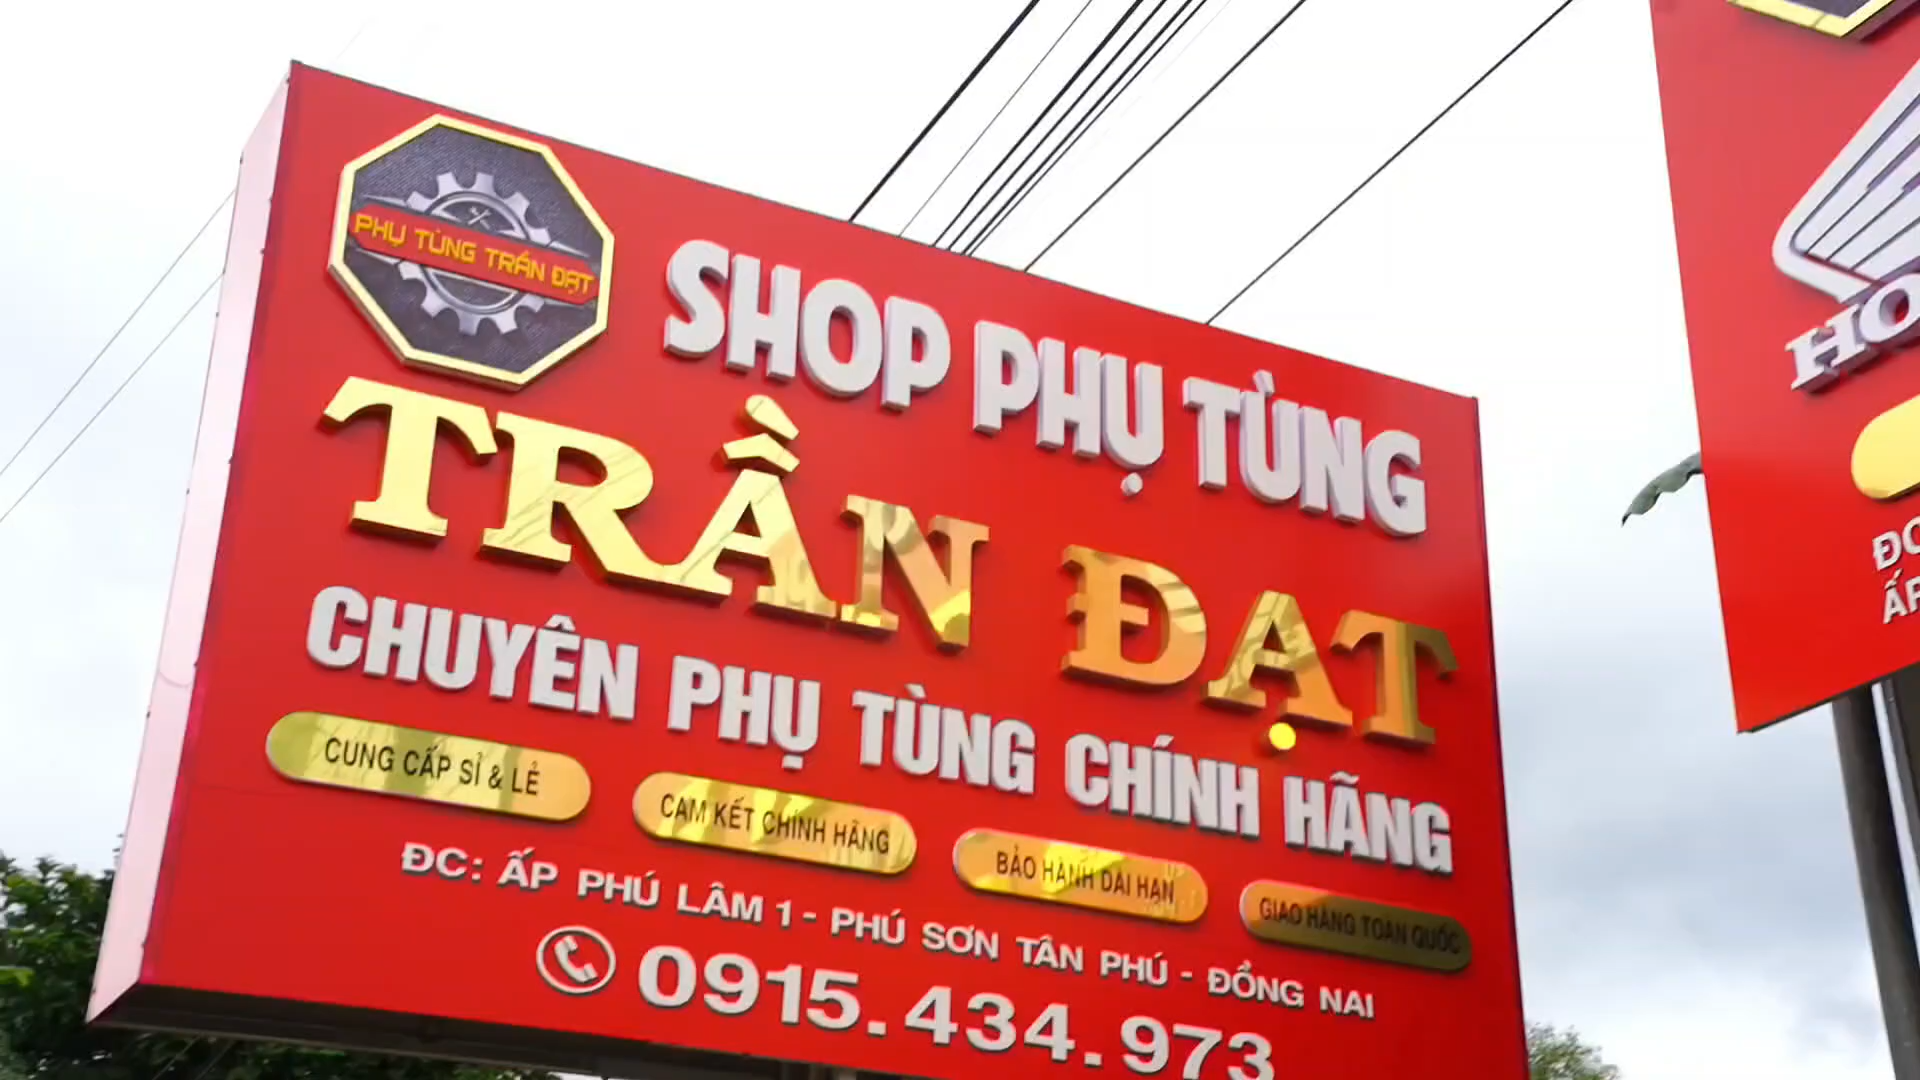 PHỤ TÙNG TRẦN ĐẠT
SHOP PHỤ TÙNG
TRẦN ĐẠT
CHUYÊN PHỤ TÙNG CHÍNH HÃNG
CUNG CẤP SỈ & LẺ
CAM KẾT CHÍNH HÃNG
BẢO HÀNH DÀI HẠN
GIAO HÀNG TOÀN QUỐC
ĐC: ẤP PHÚ LÂM 1 - PHÚ SƠN TÂN PHÚ - ĐỒNG NAI
0915.434.973